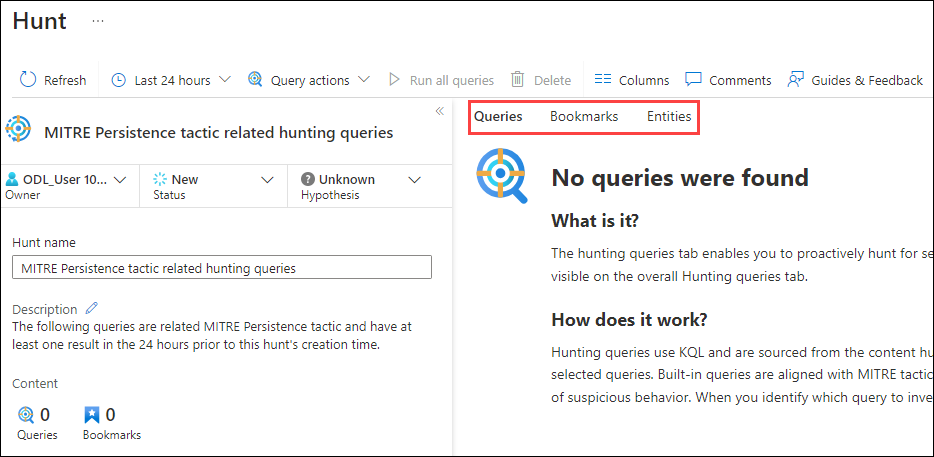 Hunt ...
Refresh Last 24 hours Query actions Run all queries Delete Columns Comments Guides & Feedback
«
MITRE Persistence tactic related hunting queries
ODL_User 10...
Owner
New
Status
Unknown
Hypothesis
Hunt name
MITRE Persistence tactic related hunting queries
Description
The following queries are related MITRE Persistence tactic and have at
least one result in the 24 hours prior to this hunt's creation time.
Content
0
Queries
0
Bookmarks
Queries Bookmarks Entities
No queries were found
What is it?
The hunting queries tab enables you to proactively hunt for se
visible on the overall Hunting queries tab.
How does it work?
Hunting queries use KQL and are sourced from the content hu
selected queries. Built-in queries are aligned with MITRE tactic
of suspicious behavior. When you identify which query to inve